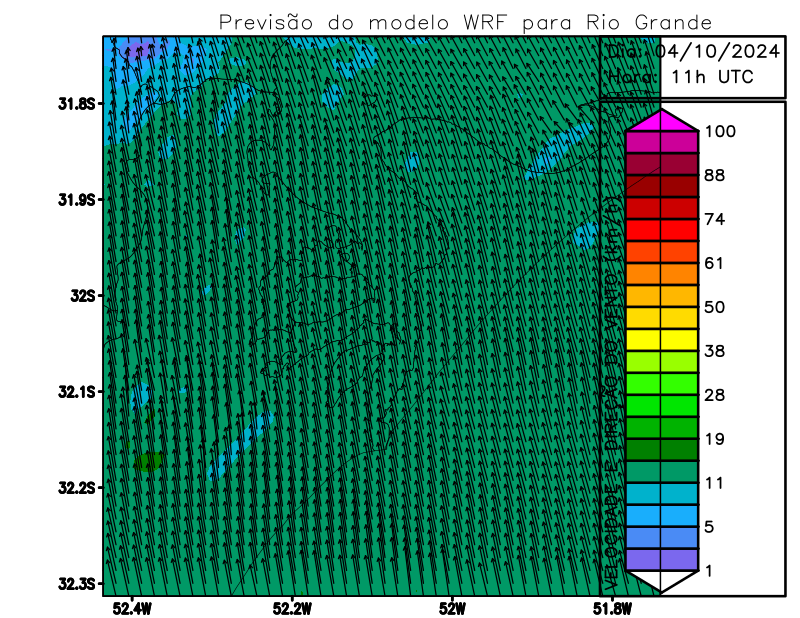 Previsão do modelo WRF para Rio Grande
Dia: 04/10/2024
Hora: 11h UTC
31.8S
31.9S
32S
32.1S
32.2S
32.3S
52.4W
52.2W
52W
51.8W
VELOCIDADE E DIREÇÃO DO VENTO (km/h)
100
88
74
61
50
38
28
19
11
5
1